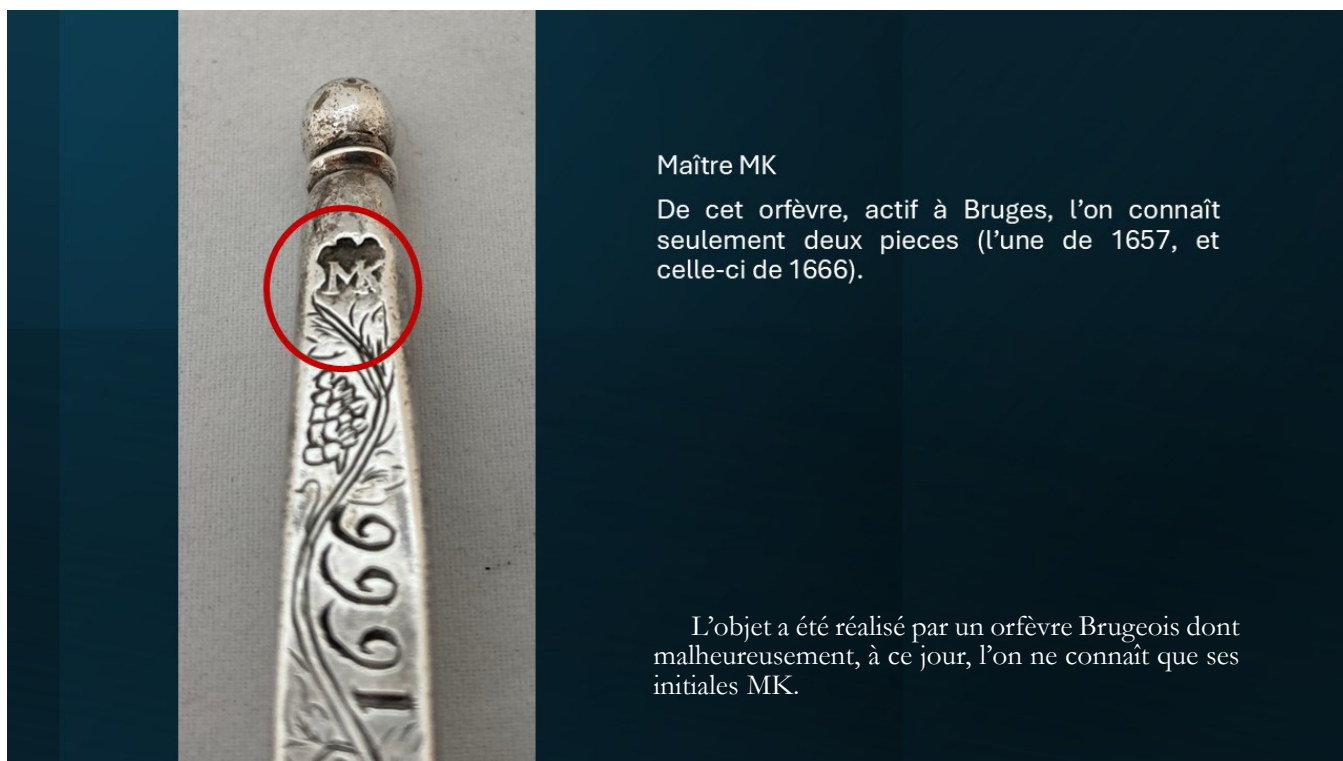 MK
1666
Maître MK
De cet orfèvre, actif à Bruges, l’on connaît
seulement deux pieces (l’une de 1657, et
celle-ci de 1666).
L’objet a été réalisé par un orfèvre Brugeois dont
malheureusement, à ce jour, l’on ne connaît que ses
initiales MK.